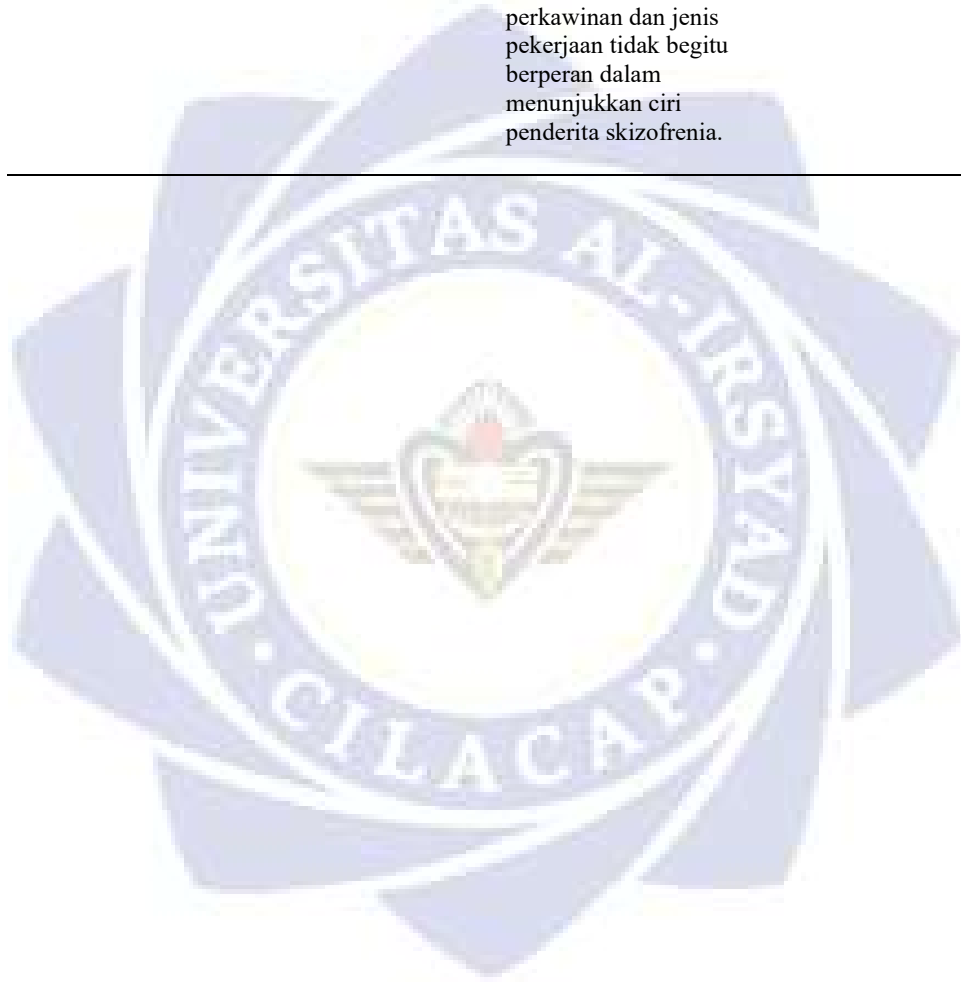 perkawinan dan jenis
pekerjaan tidak begitu
berperan dalam
menunjukkan ciri
penderita skizofrenia.
UNIVERSITAS AL-IRSYAD
· CILACAP ·